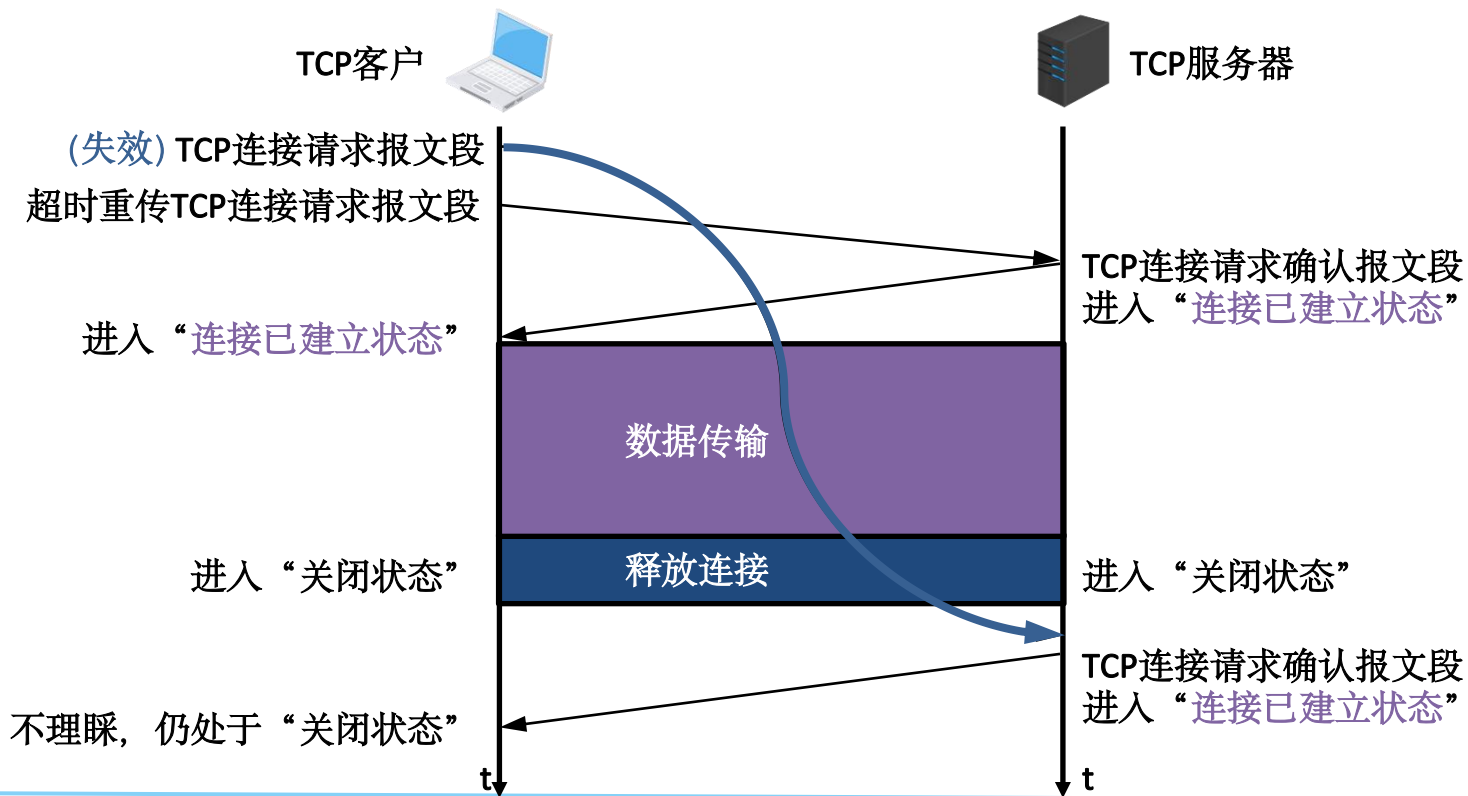 TCP客户
TCP服务器
(失效) TCP连接请求报文段
超时重传TCP连接请求报文段
TCP连接请求确认报文段
进入“连接已建立状态”
进入“连接已建立状态”
数据传输
进入“关闭状态”
释放连接
进入“关闭状态”
TCP连接请求确认报文段
进入“连接已建立状态”
不理睬，仍处于“关闭状态”
t
t